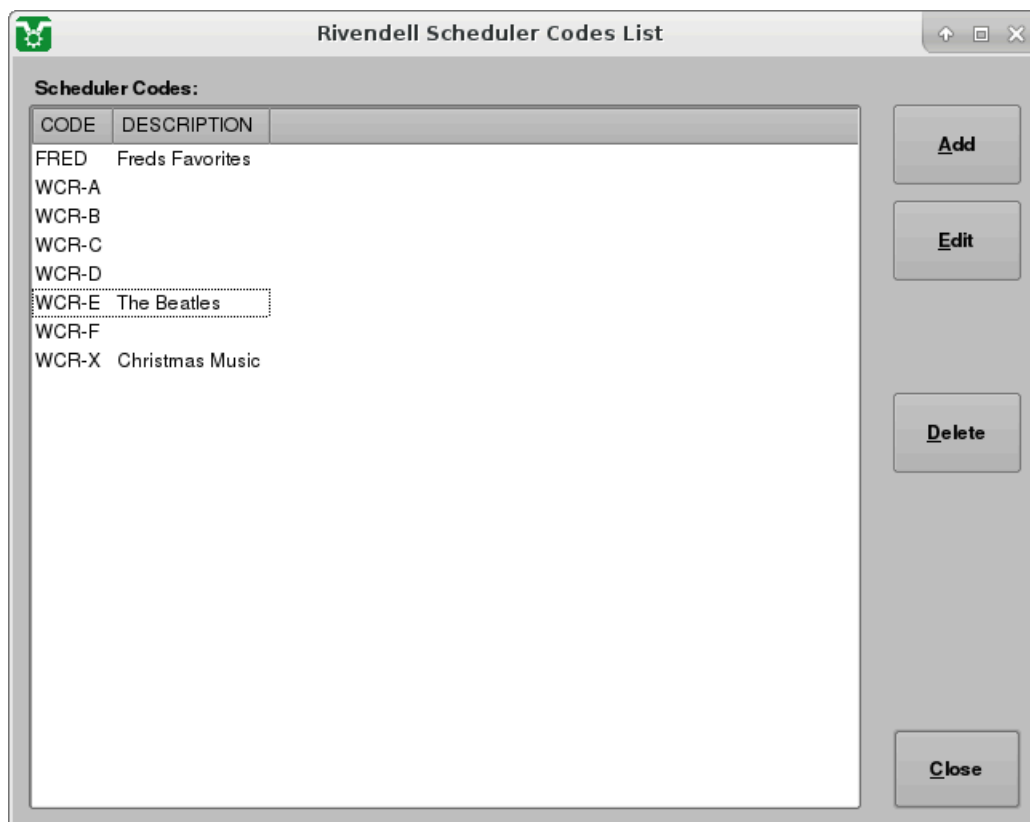 Rivendell Scheduler Codes List
Scheduler Codes:
CODE DESCRIPTION
FRED Freds Favorites
WCR-A
WCR-B
WCR-C
WCR-D
WCR-E The Beatles
WCR-F
WCR-X Christmas Music
Add
Edit
Delete
Close